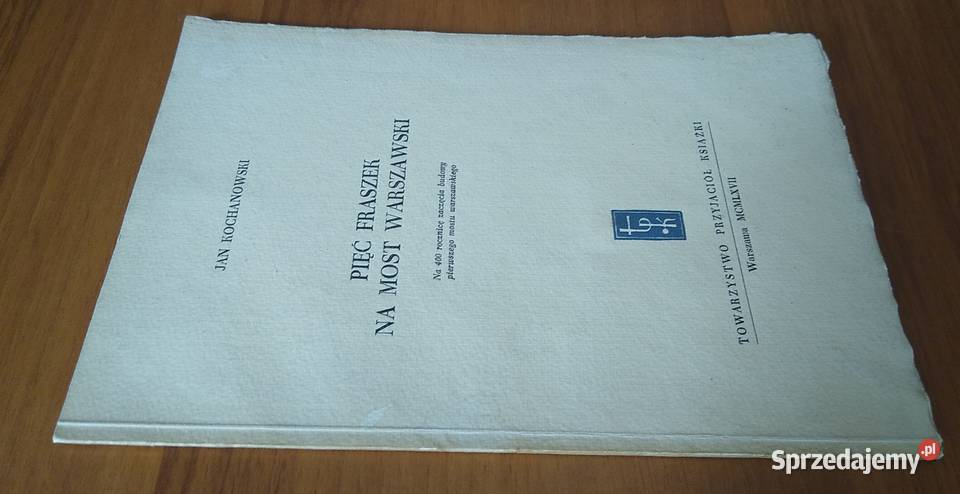 JAN KOCHANOWSKI
PIĘĆ FRASZEK
NA MOST WARSZAWSKI
Na 400 rocznicę zaczęcia budowy
pierwszego mostu warszawskiego
tpk
TOWARZYSTWO PRZYJACIÓŁ KSIĄŻKI
Warszawa MCMLXVII
Sprzedajemy.pl